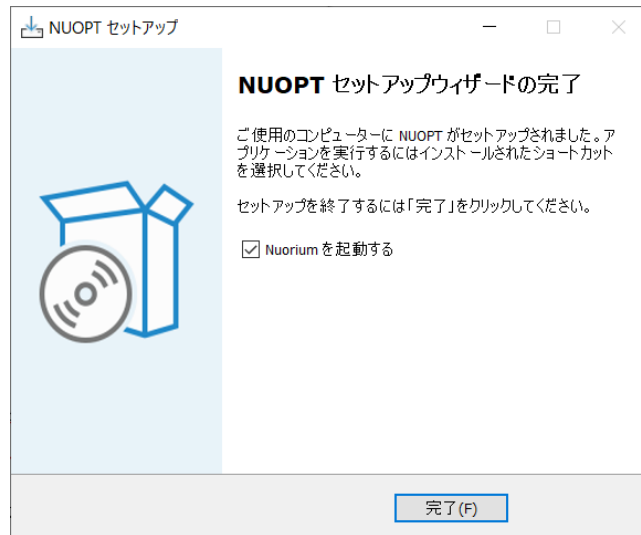 NUOPT セットアップ
NUOPT セットアップウィザードの完了
ご使用のコンピューターに NUOPT がセットアップされました。ア
プリケーションを実行するにはインストールされたショートカット
を選択してください。
セットアップを終了するには「完了」をクリックしてください。
Nuorium を起動する
完了(F)